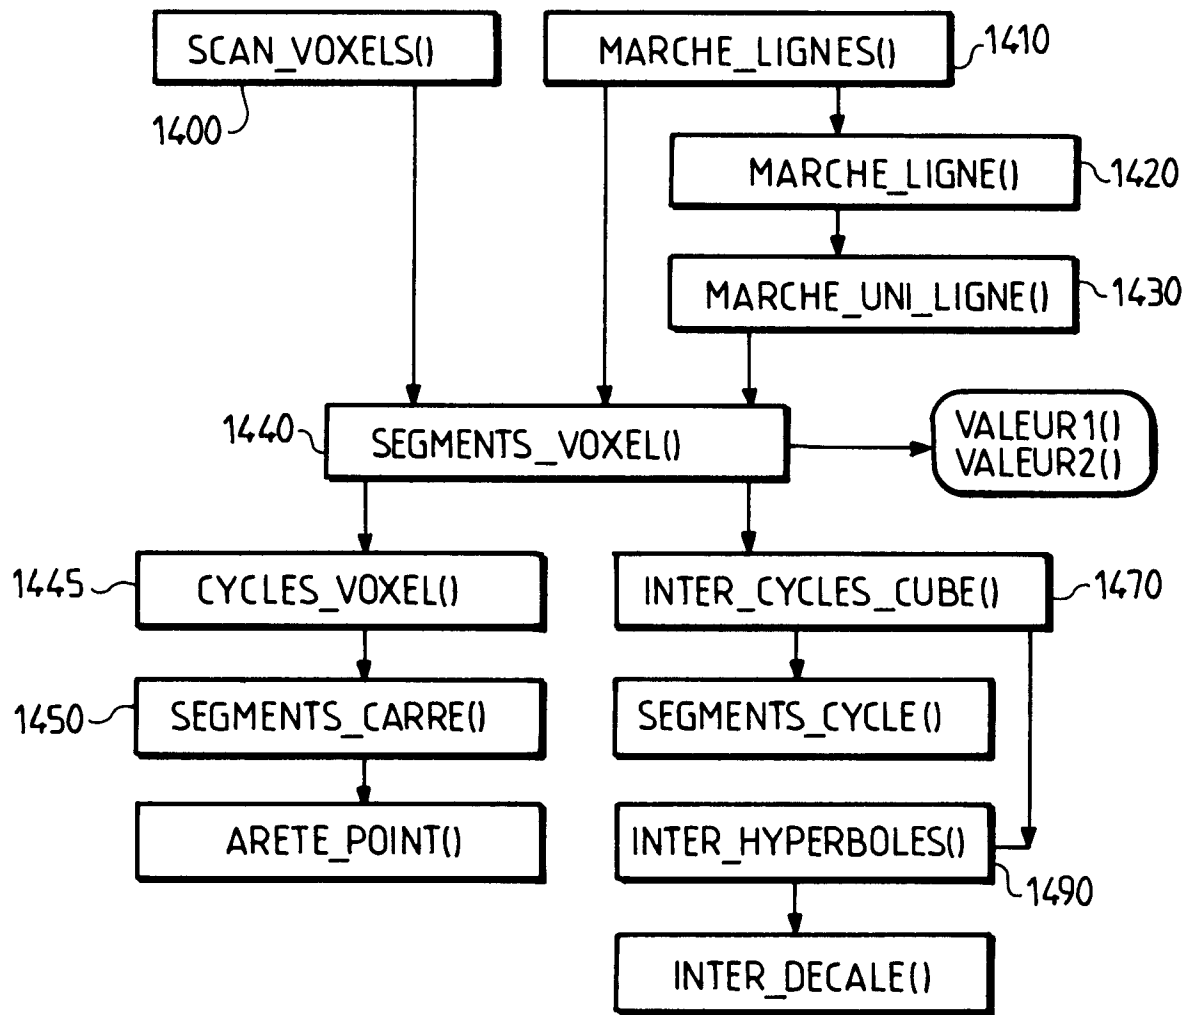 SCAN_VOXELS()
MARCHE_LIGNES()
1410
1400
MARCHE_LIGNE()
1420
MARCHE_UNI_LIGNE()
1430
1440
SEGMENTS_VOXEL()
VALEUR1()
VALEUR2()
1445
CYCLES_VOXEL()
INTER_CYCLES_CUBE()
1470
1450
SEGMENTS_CARRE()
SEGMENTS_CYCLE()
ARETE_POINT()
INTER_HYPERBOLES()
1490
INTER_DECALE()